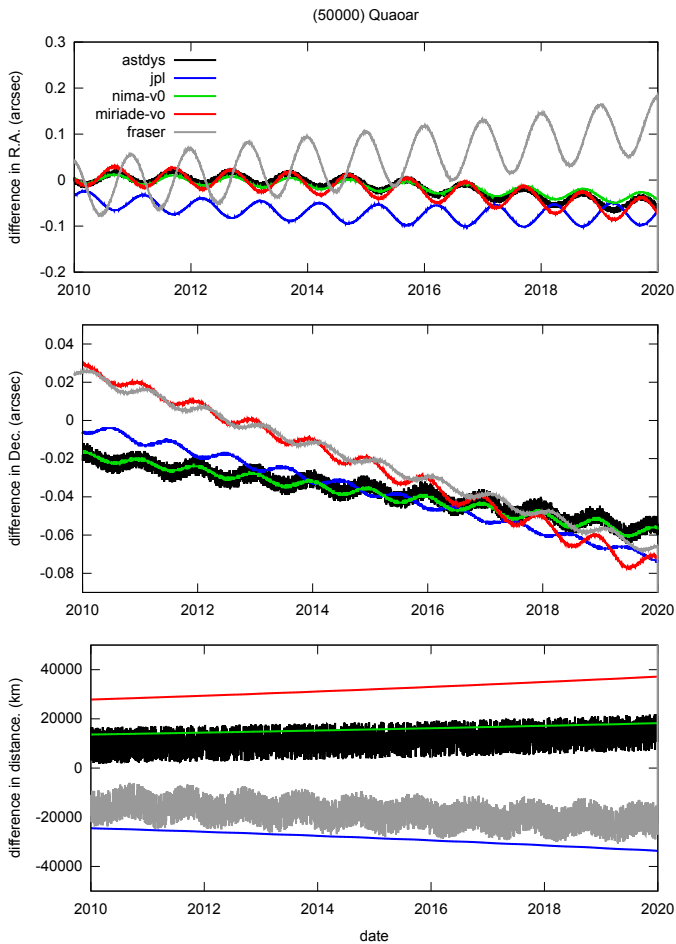 (50000) Quaoar
0.3
0.2
0.1
0
-0.1
-0.2
difference in R.A. (arcsec)
astdys
jpl
nima-v0
miriade-vo
fraser
2010 2012 2014 2016 2018 2020
0.04
0.02
0
-0.02
-0.04
-0.06
-0.08
difference in Dec. (arcsec)
2010 2012 2014 2016 2018 2020
40000
20000
0
-20000
-40000
difference in distance. (km)
2010 2012 2014 2016 2018 2020
date